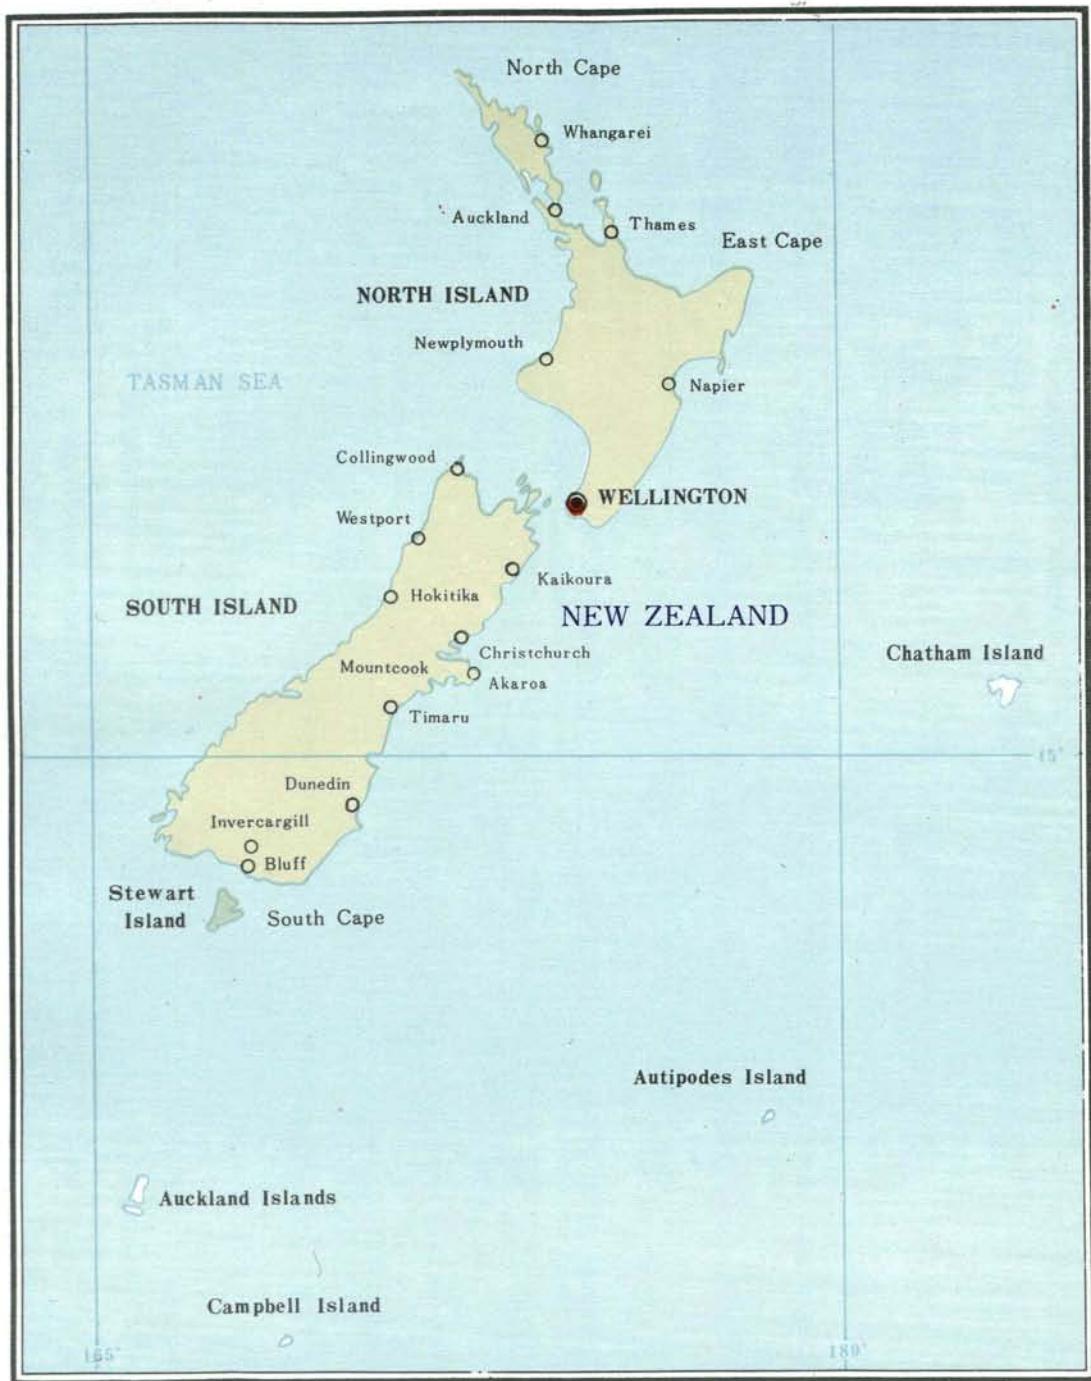 North Cape
Whangarei
Auckland
Thames
East Cape
NORTH ISLAND
Newplymouth
TASMAN SEA
Napier
Collingwood
WELLINGTON
Westport
Kaikoura
Hokitika
SOUTH ISLAND
NEW ZEALAND
Christchurch
Chatham Island
Mountcook
Akaroa
Timaru
45°
Dunedin
Invercargill
Bluff
Stewart
Island
South Cape
Autipodes Island
Auckland Islands
Campbell Island
165°
180°